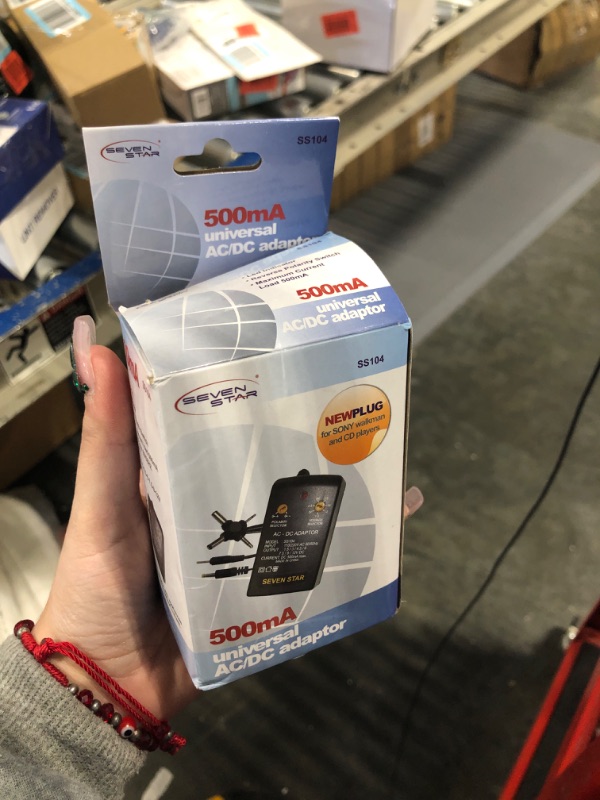 SEVEN STAR
SS104
500mA
universal
AC/DC adaptor
Reverse Polarity Switch
Maximum Current
Load 500mA
500mA
universal
AC/DC adaptor
SS104
SEVEN STAR
NEWPLUG
for SONY walkman
and CD players
AC - DC ADAPTOR
SEVEN STAR
500mA
universal
AC/DC adaptor